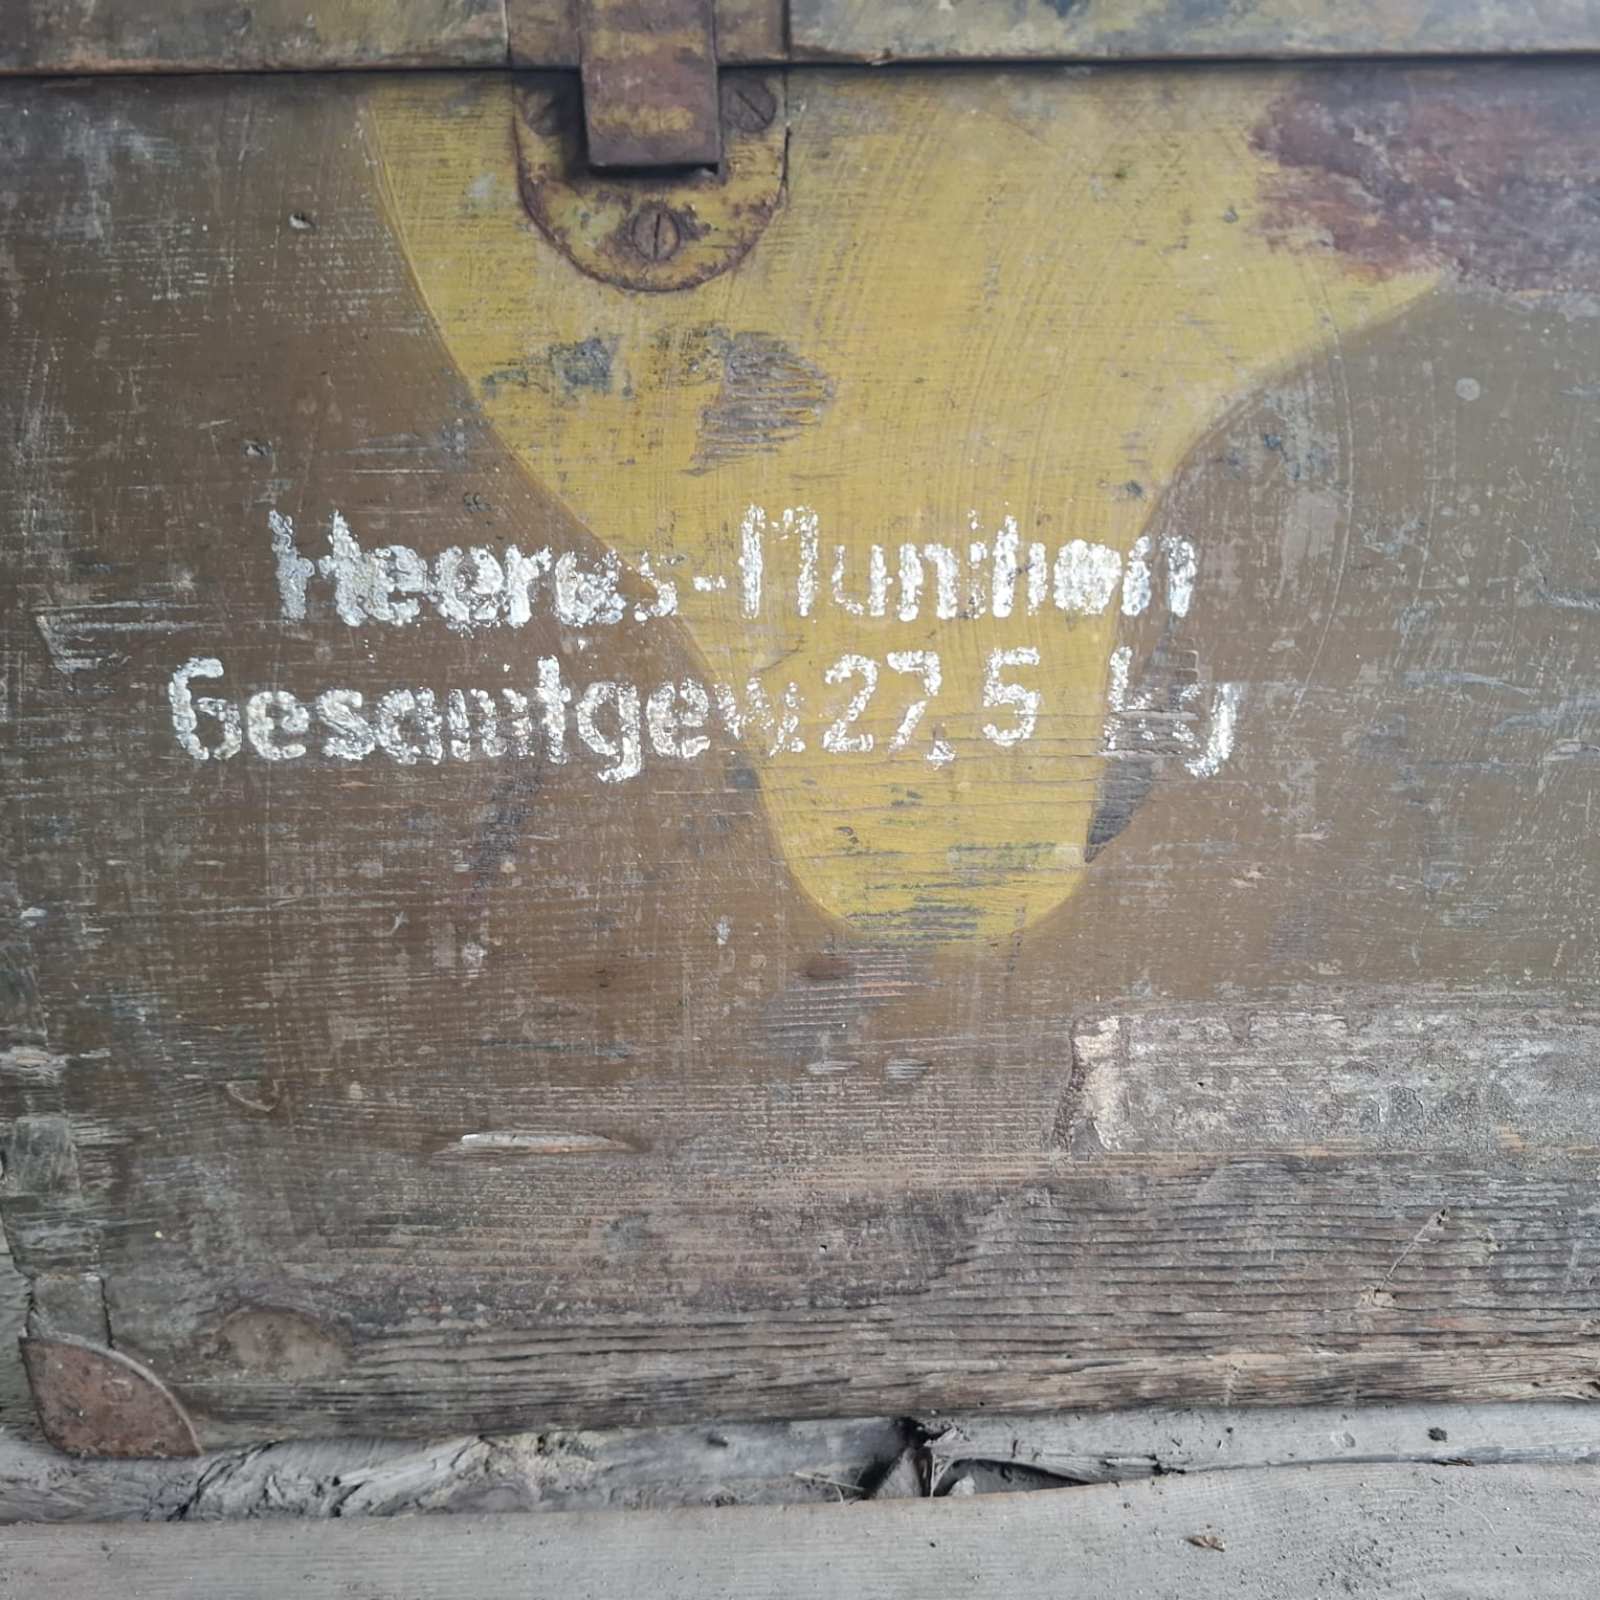 Heeres-Munition
Gesamtgew. 27,5 kg